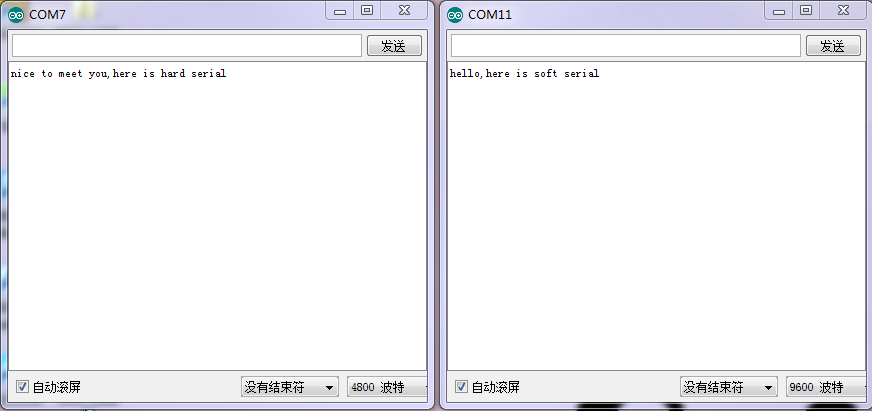 COM7
发送
nice to meet you,here is hard serial
自动滚屏
没有结束符
4800 波特
COM11
发送
hello,here is soft serial
自动滚屏
没有结束符
9600 波特